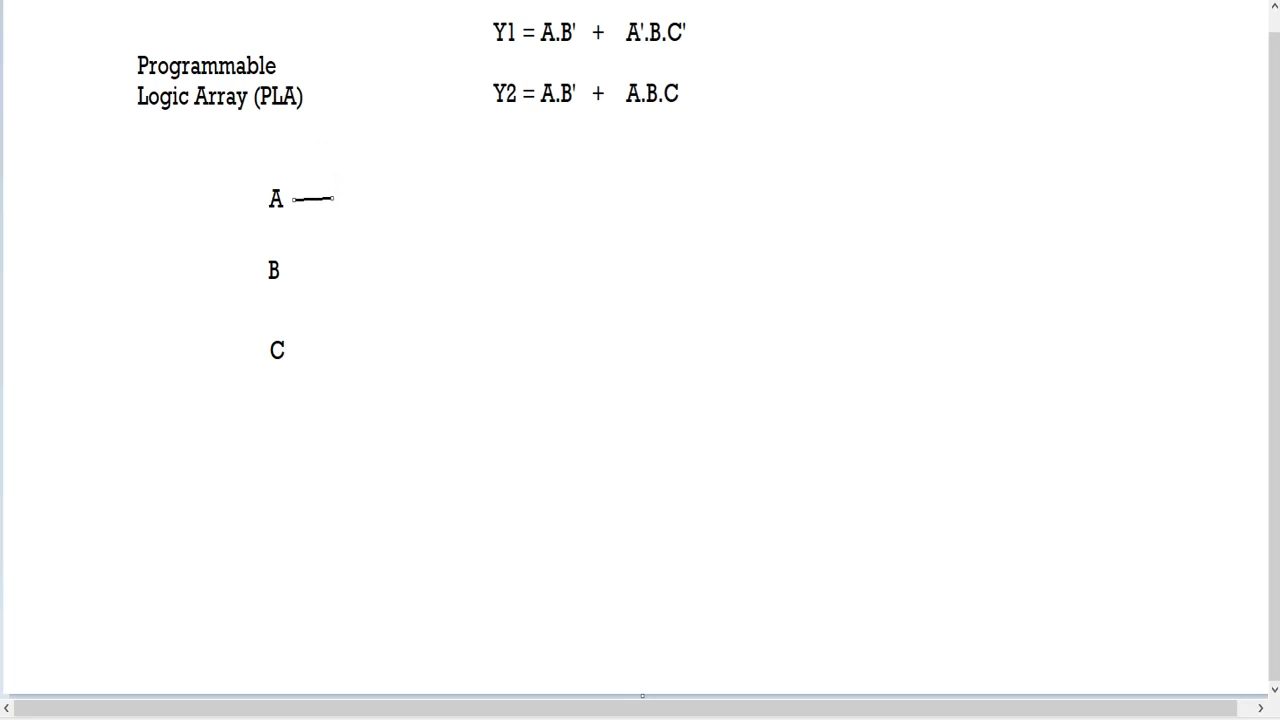 Y1 = A.B' + A'.B.C'
Programmable
Logic Array (PLA)
Y2 = A.B' + A.B.C
A
B
C